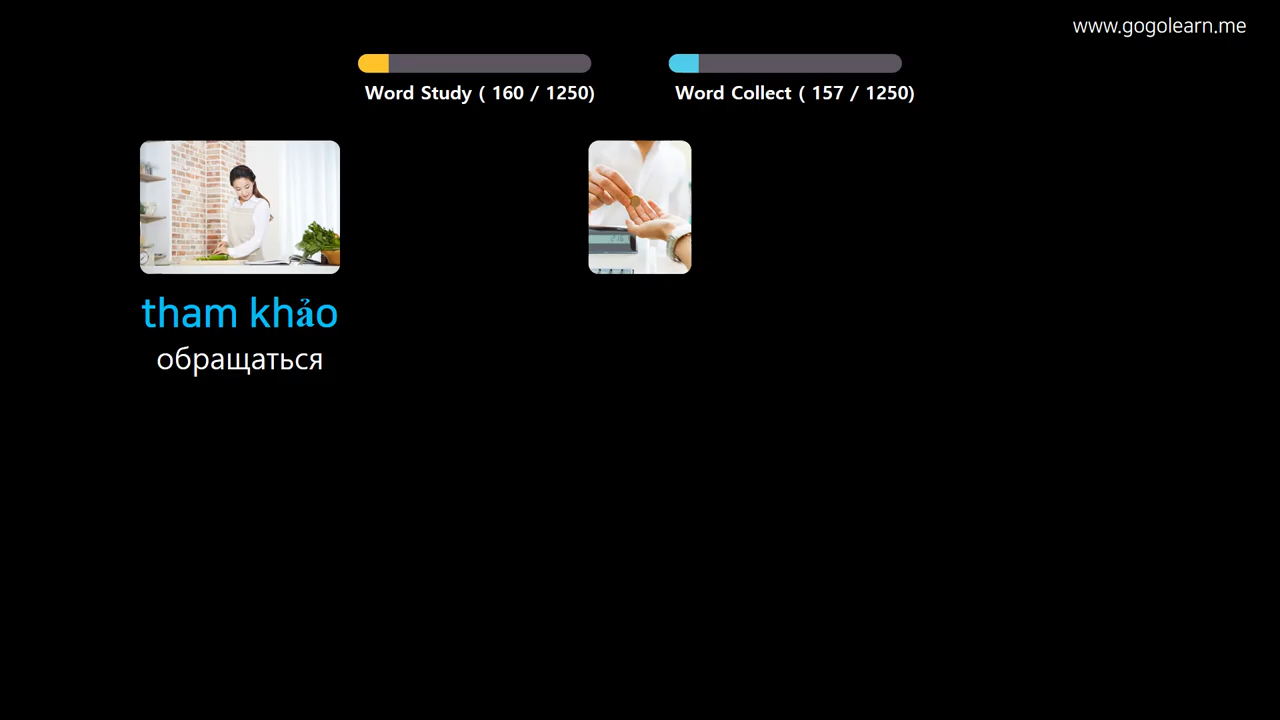 www.gogolearn.me
Word Study ( 160 / 1250)
Word Collect ( 157 / 1250)
tham khảo
обращаться